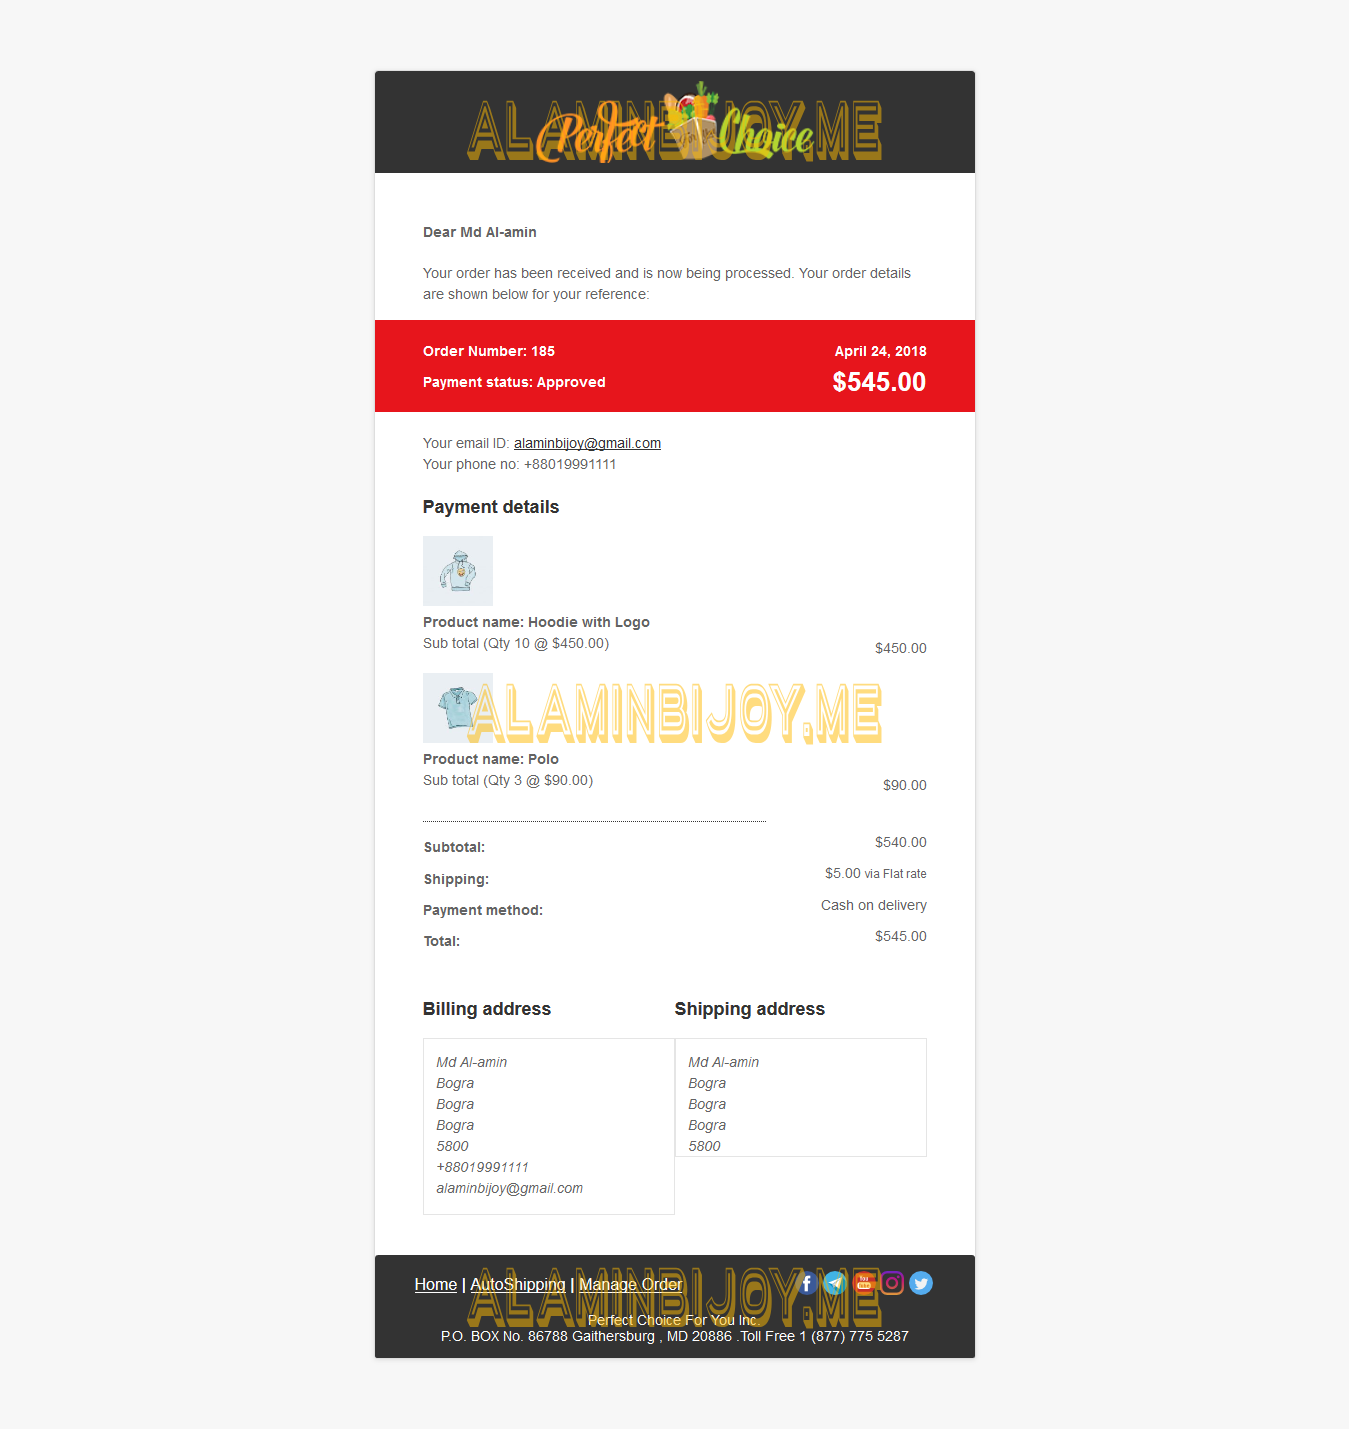 Perfect Choice
ALAMINBIJOY.ME
Dear Md Al-amin
Your order has been received and is now being processed. Your order details
are shown below for your reference:
Order Number: 185 April 24, 2018
Payment status: Approved $545.00
Your email ID: alaminbijoy@gmail.com
Your phone no: +88019991111
Payment details
Product name: Hoodie with Logo
Sub total (Qty 10 @ $450.00) $450.00
ALAMINBIJOY.ME
Product name: Polo
Sub total (Qty 3 @ $90.00) $90.00
Subtotal: $540.00
Shipping: $5.00 via Flat rate
Payment method: Cash on delivery
Total: $545.00
Billing address Shipping address
Md Al-amin Md Al-amin
Bogra Bogra
Bogra Bogra
Bogra Bogra
5800 5800
+88019991111
alaminbijoy@gmail.com
Home | AutoShipping | Manage Order
You Tube
ALAMINBIJOY.ME
Perfect Choice For You Inc.
P.O. BOX No. 86788 Gaithersburg , MD 20886 .Toll Free 1 (877) 775 5287